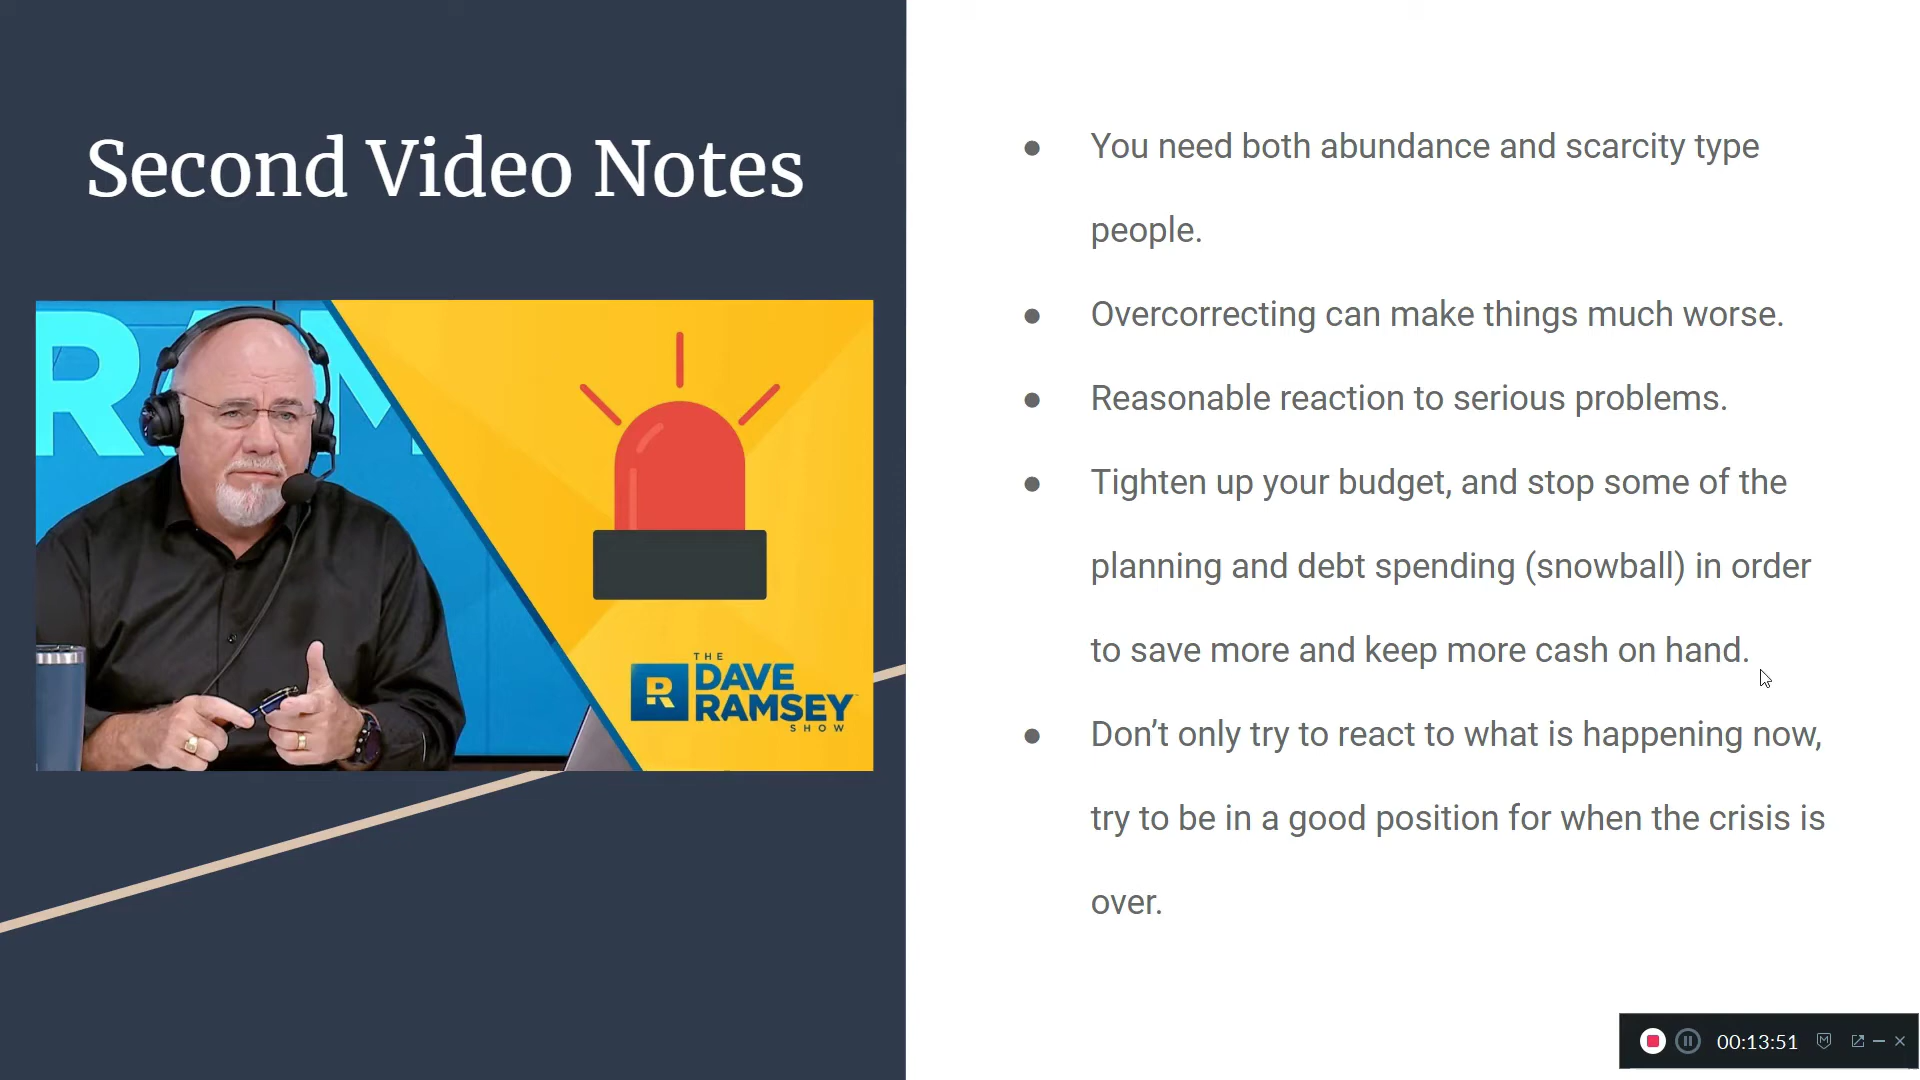 Second Video Notes
RAM
THE
DAVE
R
RAMSEY
SHOW
● You need both abundance and scarcity type
people.
● Overcorrecting can make things much worse.
● Reasonable reaction to serious problems.
● Tighten up your budget, and stop some of the
planning and debt spending (snowball) in order
to save more and keep more cash on hand.
● Don’t only try to react to what is happening now,
try to be in a good position for when the crisis is
over.
00:13:51